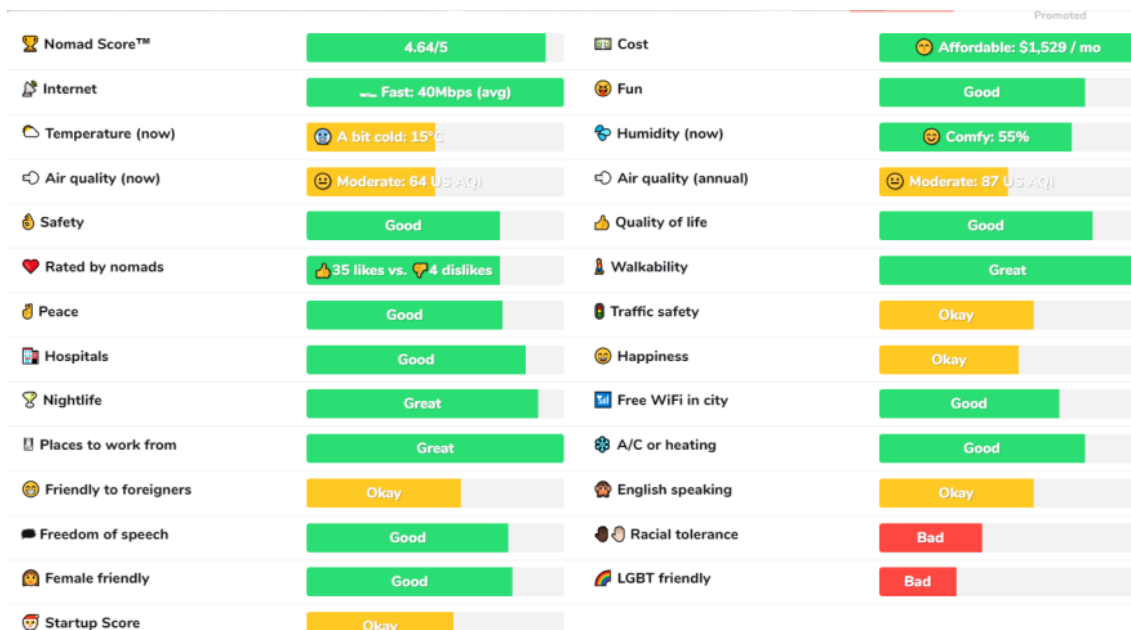 Promoted
Nomad Score™ 4.64/5 Cost Affordable: $1,529 / mo
Internet Fast: 40Mbps (avg) Fun Good
Temperature (now) A bit cold: 15°C Humidity (now) Comfy: 55%
Air quality (now) Moderate: 64 US AQI Air quality (annual) Moderate: 87 US AQI
Safety Good Quality of life Good
Rated by nomads 35 likes vs. 4 dislikes Walkability Great
Peace Good Traffic safety Okay
Hospitals Good Happiness Okay
Nightlife Great Free WiFi in city Good
Places to work from Great A/C or heating Good
Friendly to foreigners Okay English speaking Okay
Freedom of speech Good Racial tolerance Bad
Female friendly Good LGBT friendly Bad
Startup Score Okay